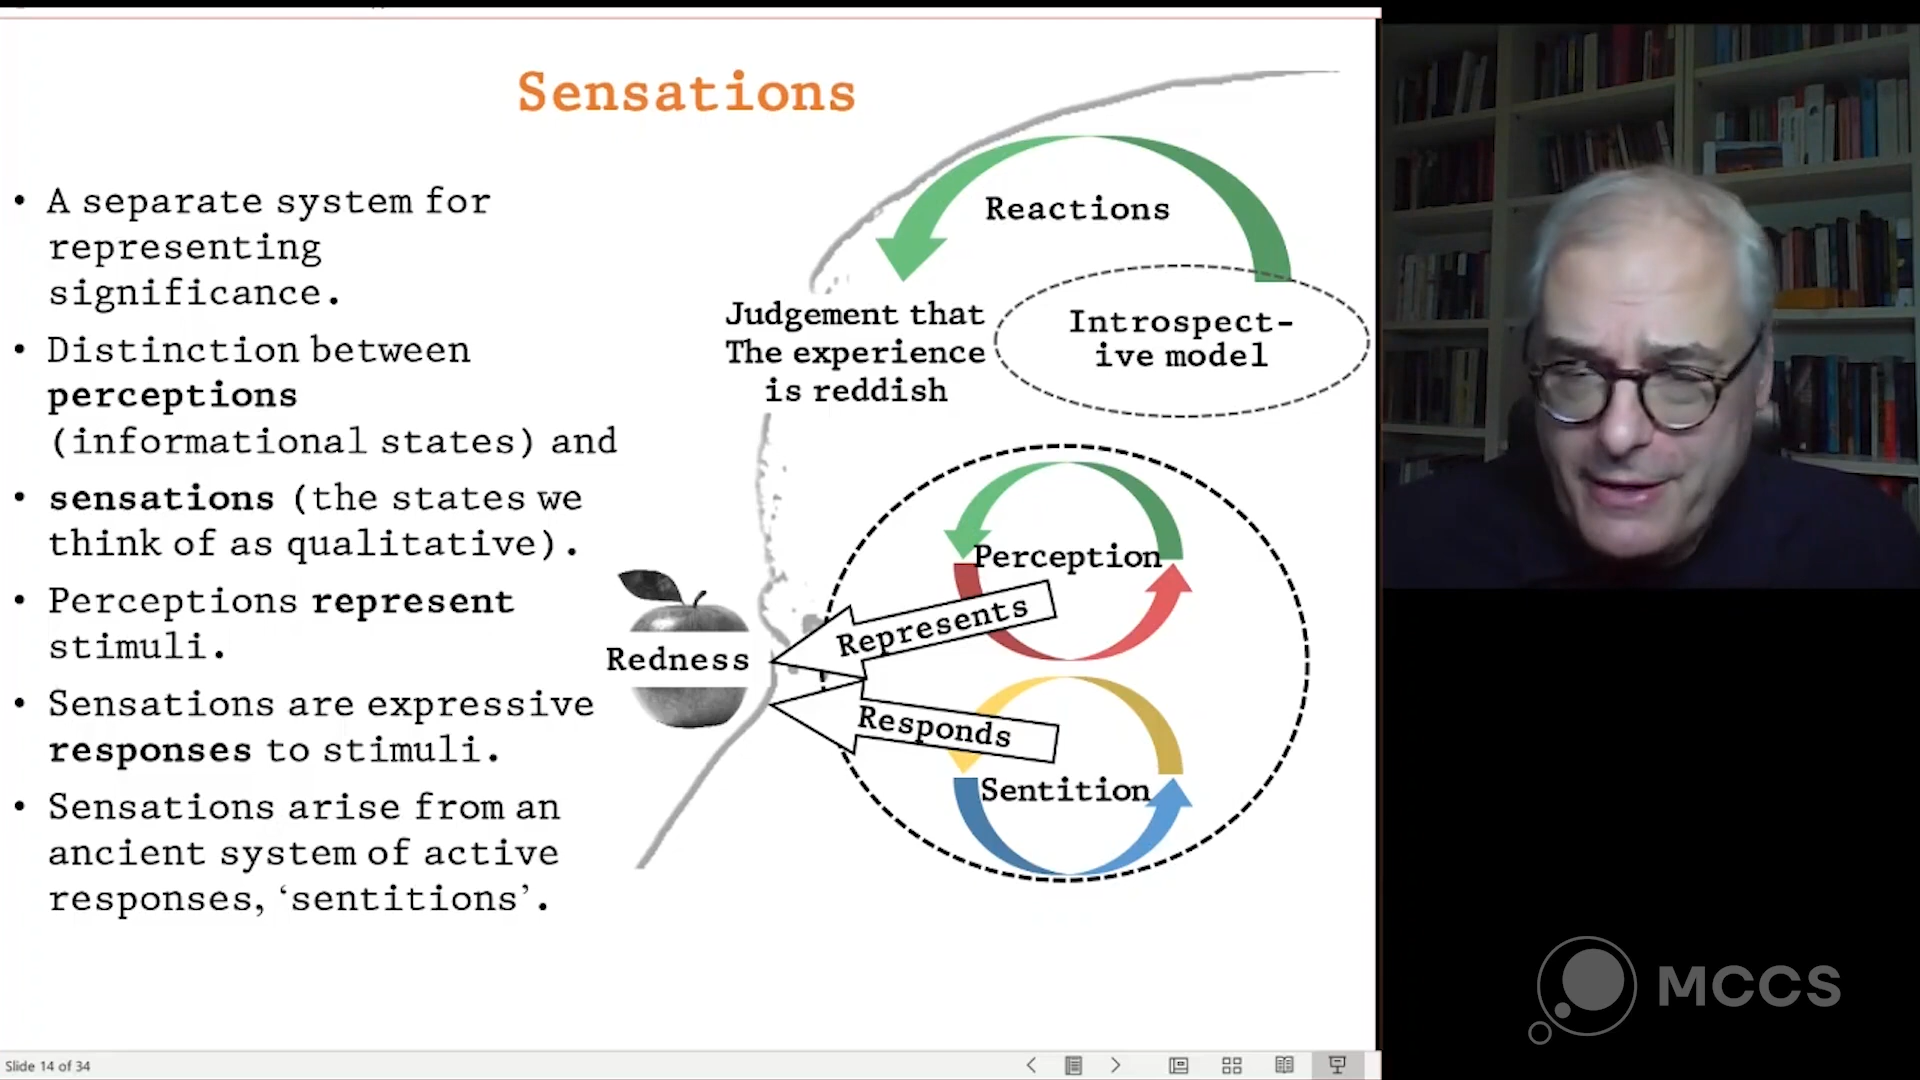 Sensations
• A separate system for
representing
significance.
• Distinction between
perceptions
(informational states) and
• sensations (the states we
think of as qualitative).
• Perceptions represent
stimuli.
• Sensations are expressive
responses to stimuli.
• Sensations arise from an
ancient system of active
responses, ‘sentitions’.
Reactions
Judgement that
The experience
is reddish
Introspect-
ive model
Perception
Represents
Redness
Responds
Sentition
MCCS
Slide 14 of 34